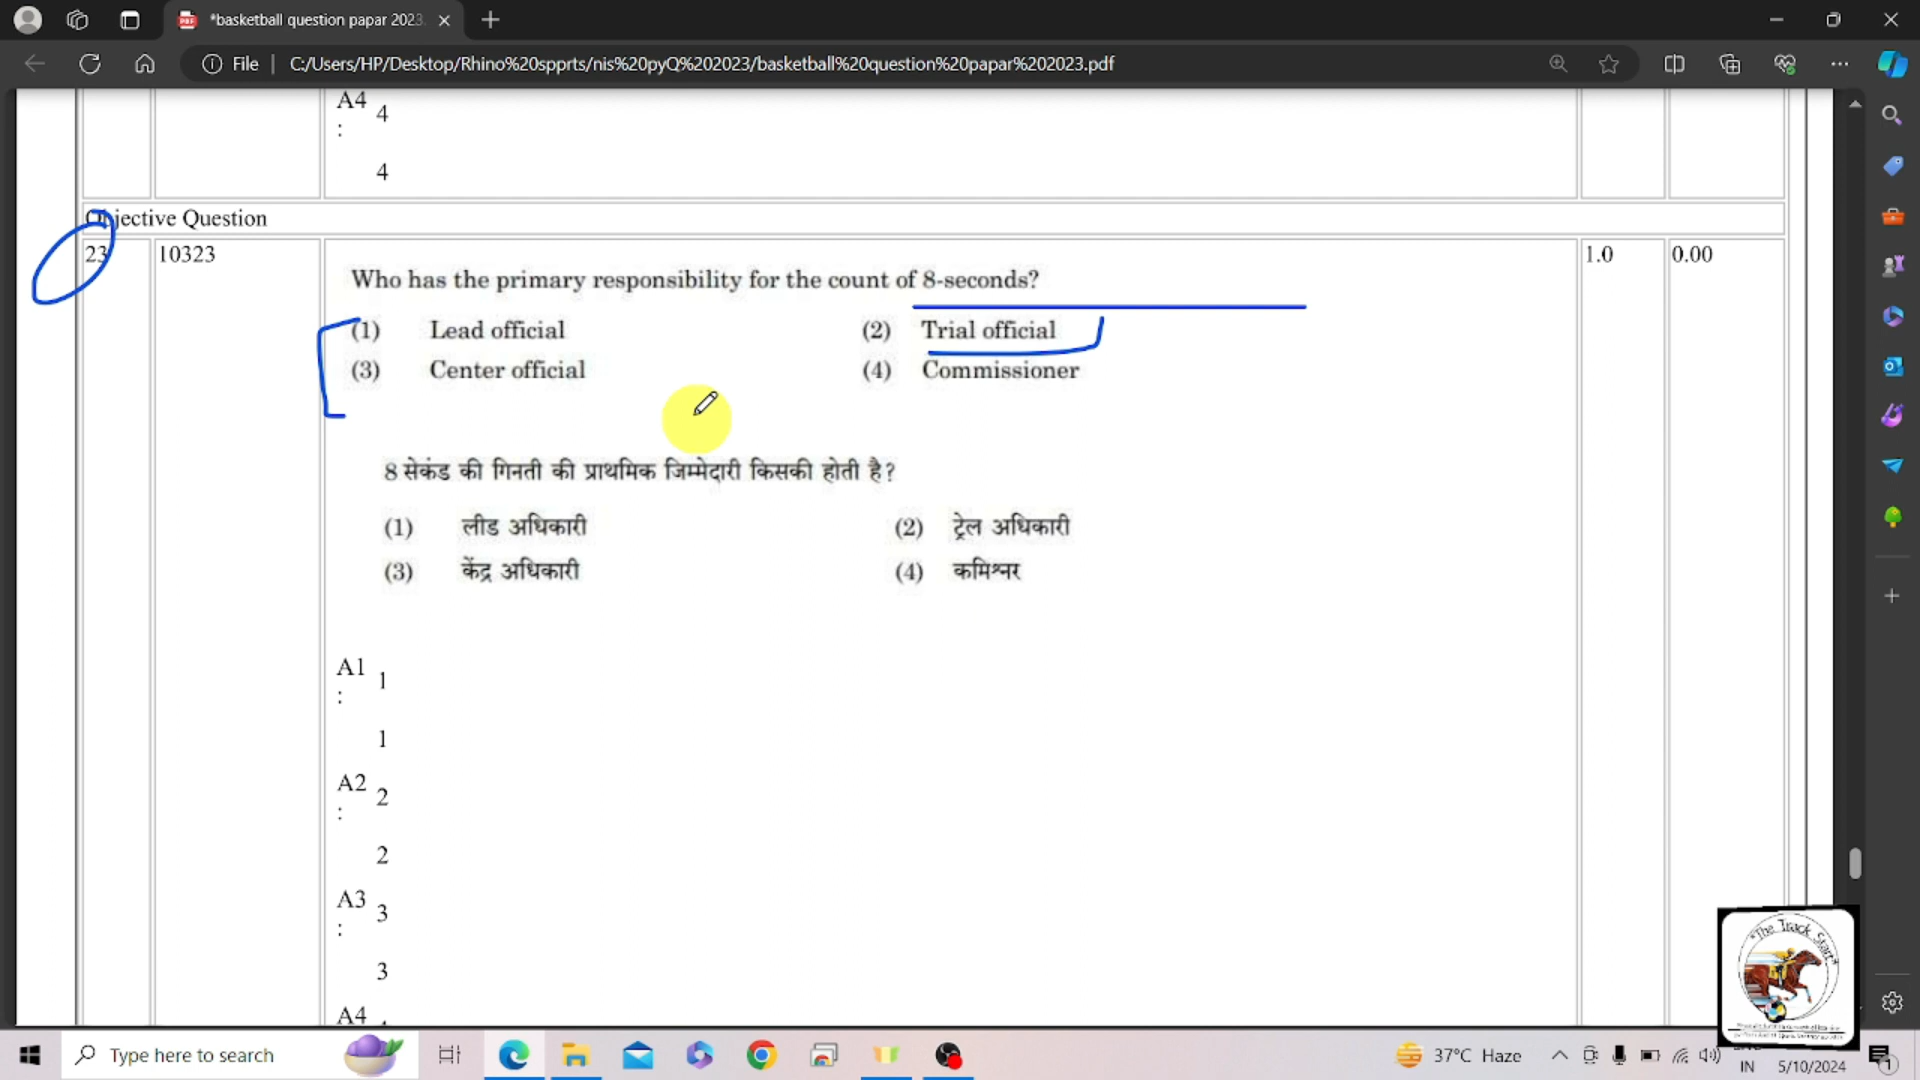 *basketball question papar 2023.
File
C:/Users/HP/Desktop/Rhino%20spprts/nis%20pyQ%202023/basketball%20question%20papar%202023.pdf
A4
:
4
4
Objective Question
23
10323
1.0
0.00
Who has the primary responsibility for the count of 8-seconds?
(1) Lead official
(2) Trial official
(3) Center official
(4) Commissioner
8 सेकंड की गिनती की प्राथमिक जिम्मेदारी किसकी होती है?
(1) लीड अधिकारी
(2) ट्रेल अधिकारी
(3) केंद्र अधिकारी
(4) कमिश्नर
A1
:
1
1
A2
:
2
2
A3
:
3
3
A4
"The Track Start"
Type here to search
37°C Haze
IN
5/10/2024
1